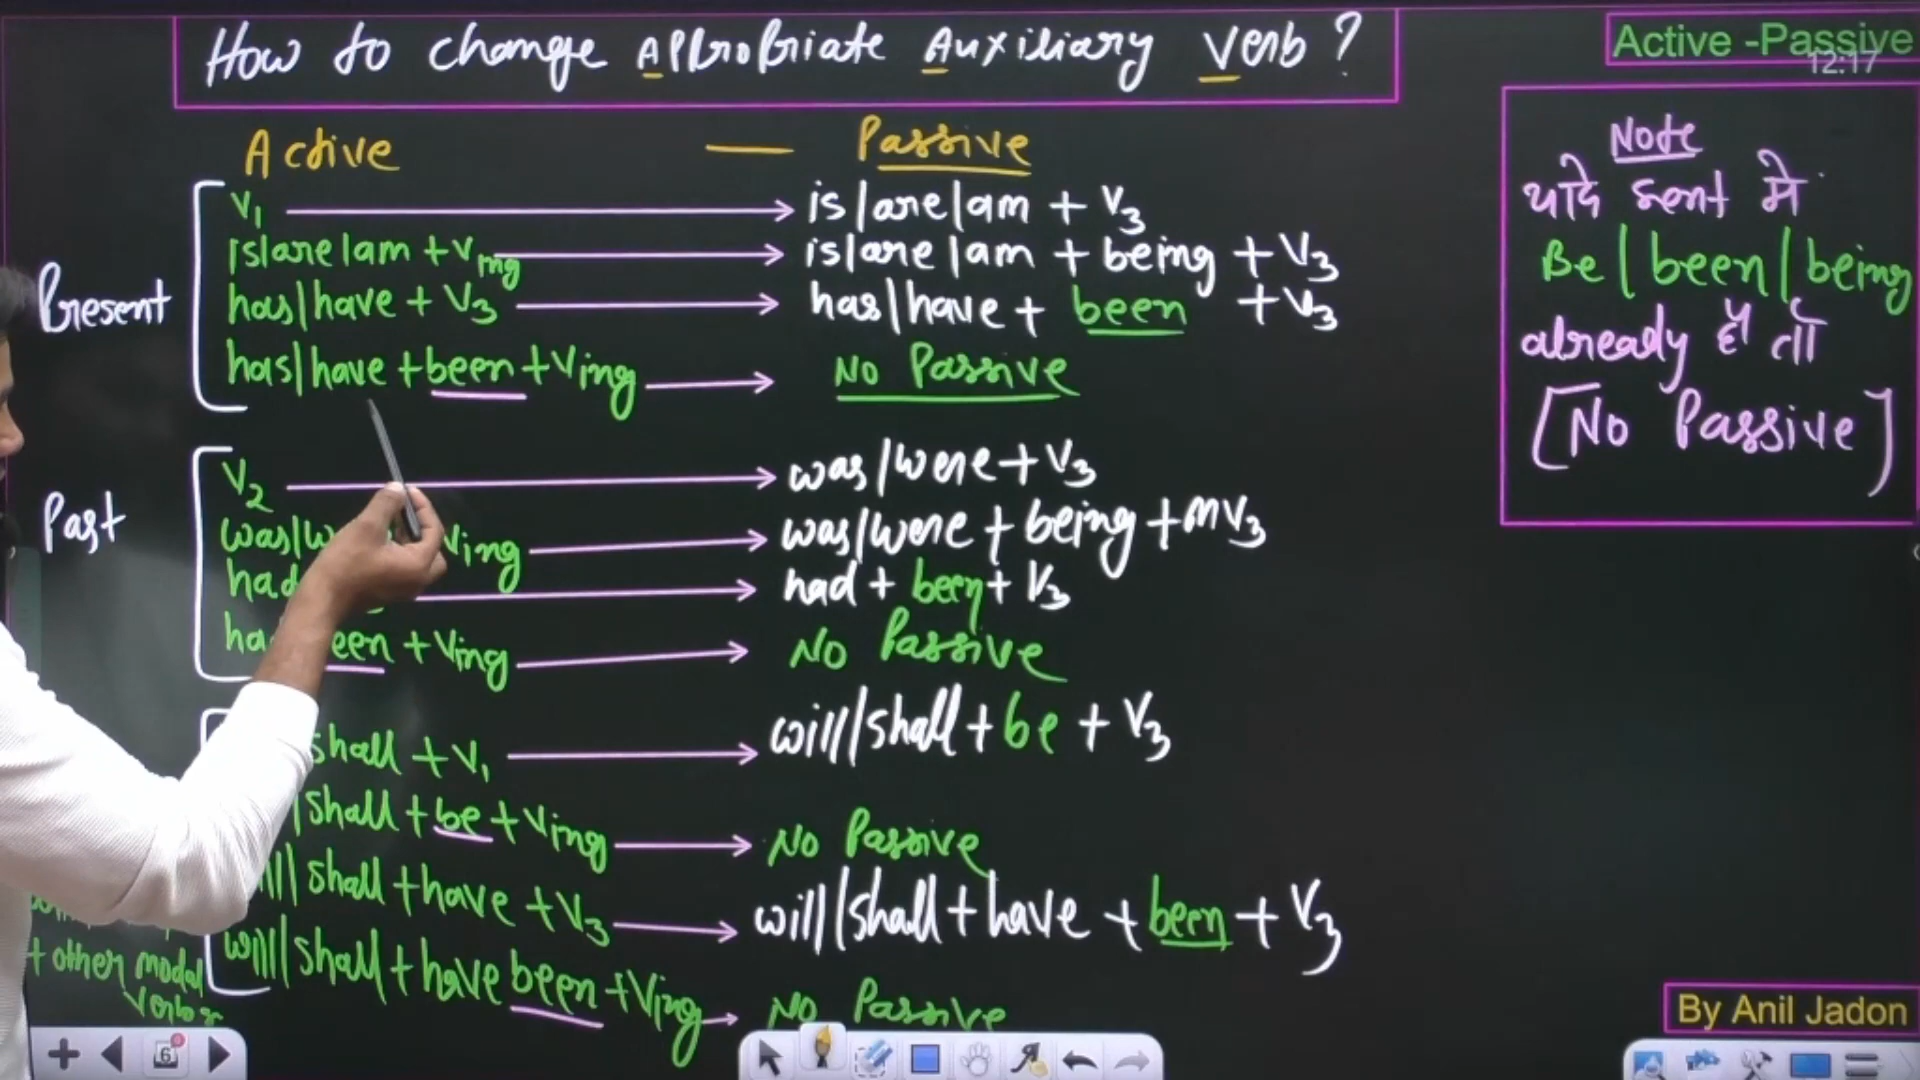 How to change Appropriate Auxiliary Verb?
Active -Passive
12:17
Active — Passive
Present
V1 → is/are/am + V3
is/are/am + Ving → is/are/am + being + V3
has/have + V3 → has/have + been + V3
has/have + been + Ving → No Passive
Past
V2 → was/were + V3
was/ Ving → was/were + being + MV3
had → had + been + V3
een + Ving → No Passive
shall + V1 → will/shall + be + V3
/shall + be + Ving → No Passive
shall + have + V3 → will/shall + have + been + V3
will/shall + have been + Ving → No Passive
+ other modal
verbs
Note
यदि sent में
Be / been / being
already है तो
[No Passive]
By Anil Jadon
6